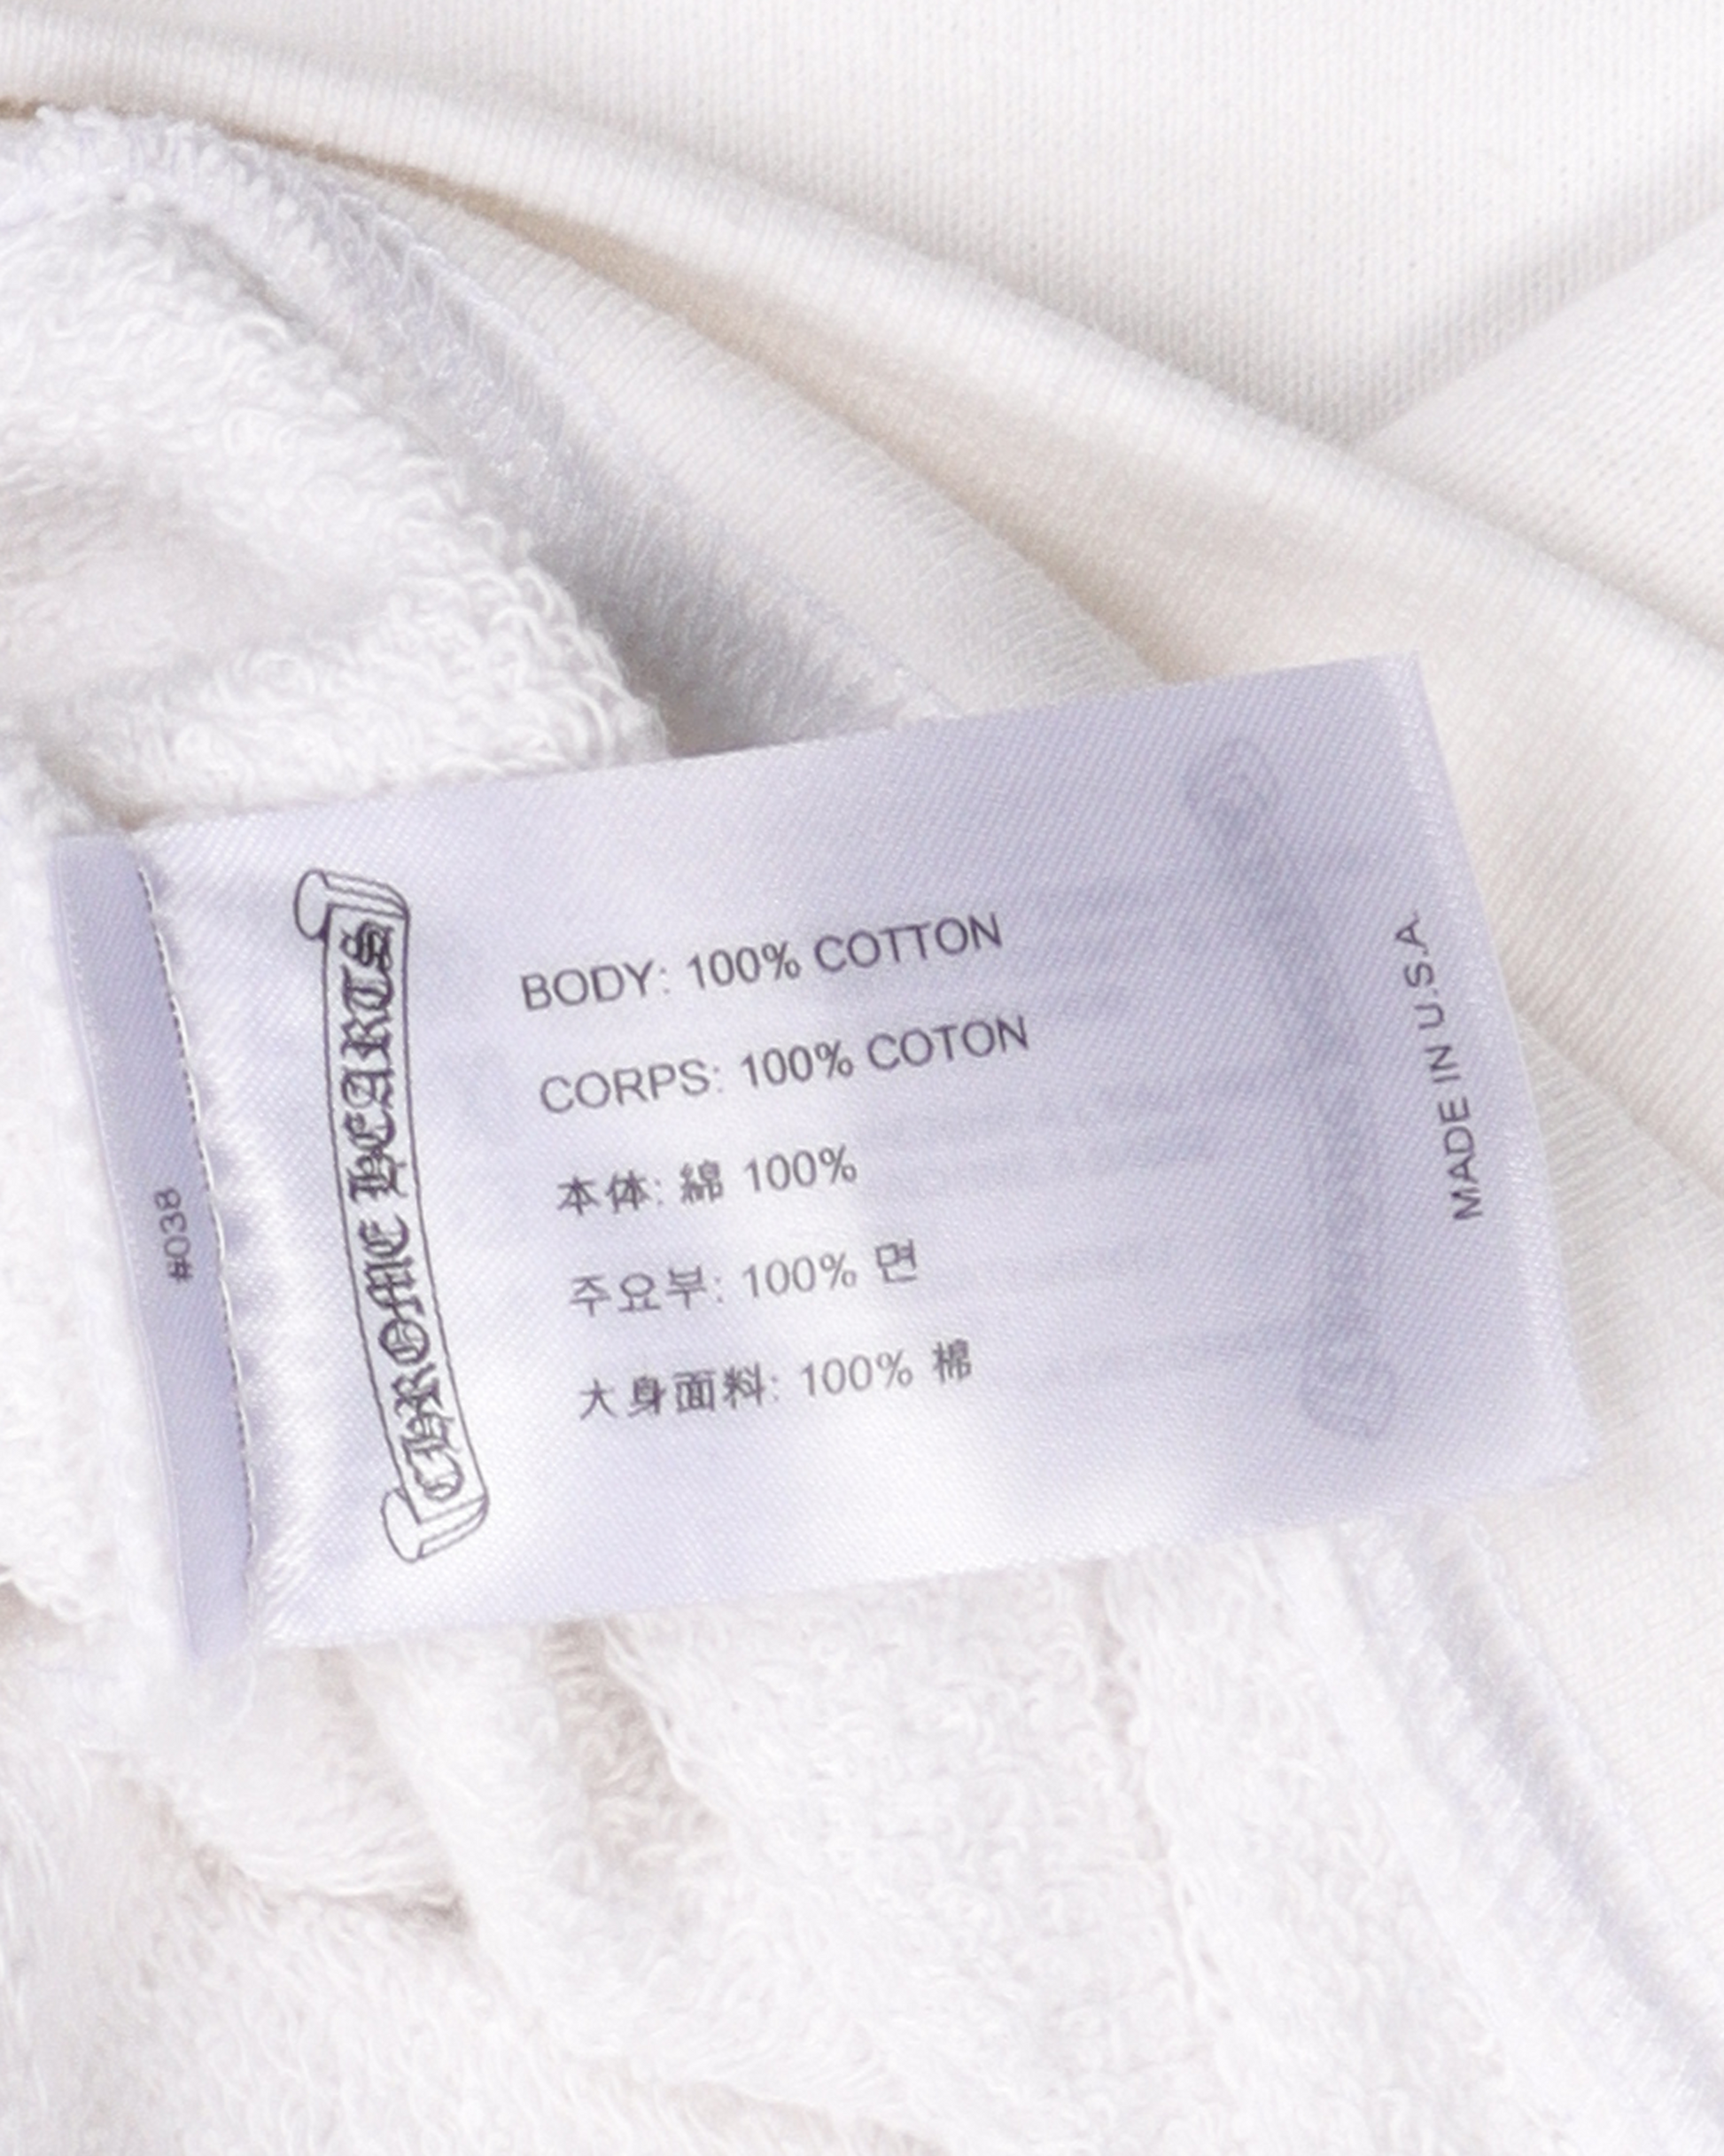 #038
CHROME HEARTS
BODY: 100% COTTON
CORPS: 100% COTON
本体: 綿 100%
주요부: 100% 면
大身面料: 100% 棉
MADE IN U.S.A